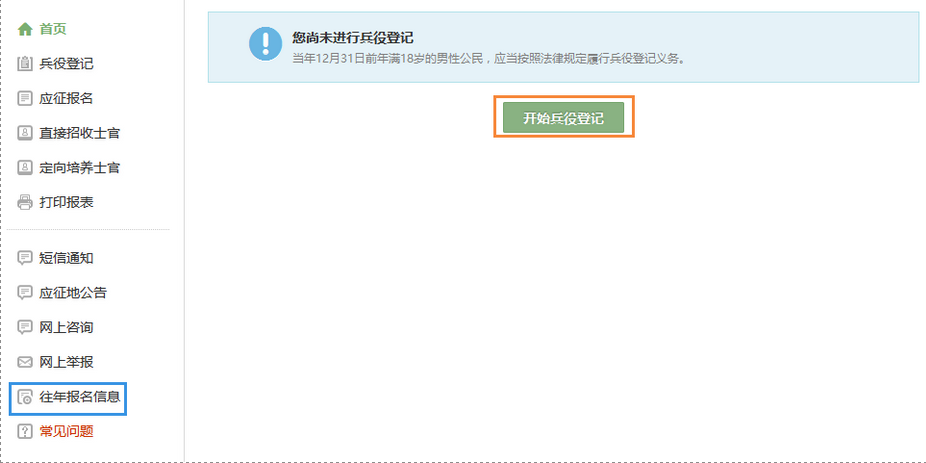 首页
兵役登记
应征报名
直接招收士官
定向培养士官
打印报表
短信通知
应征地公告
网上咨询
网上举报
往年报名信息
常见问题
您尚未进行兵役登记
当年12月31日前年满18岁的男性公民，应当按照法律规定履行兵役登记义务。
开始兵役登记